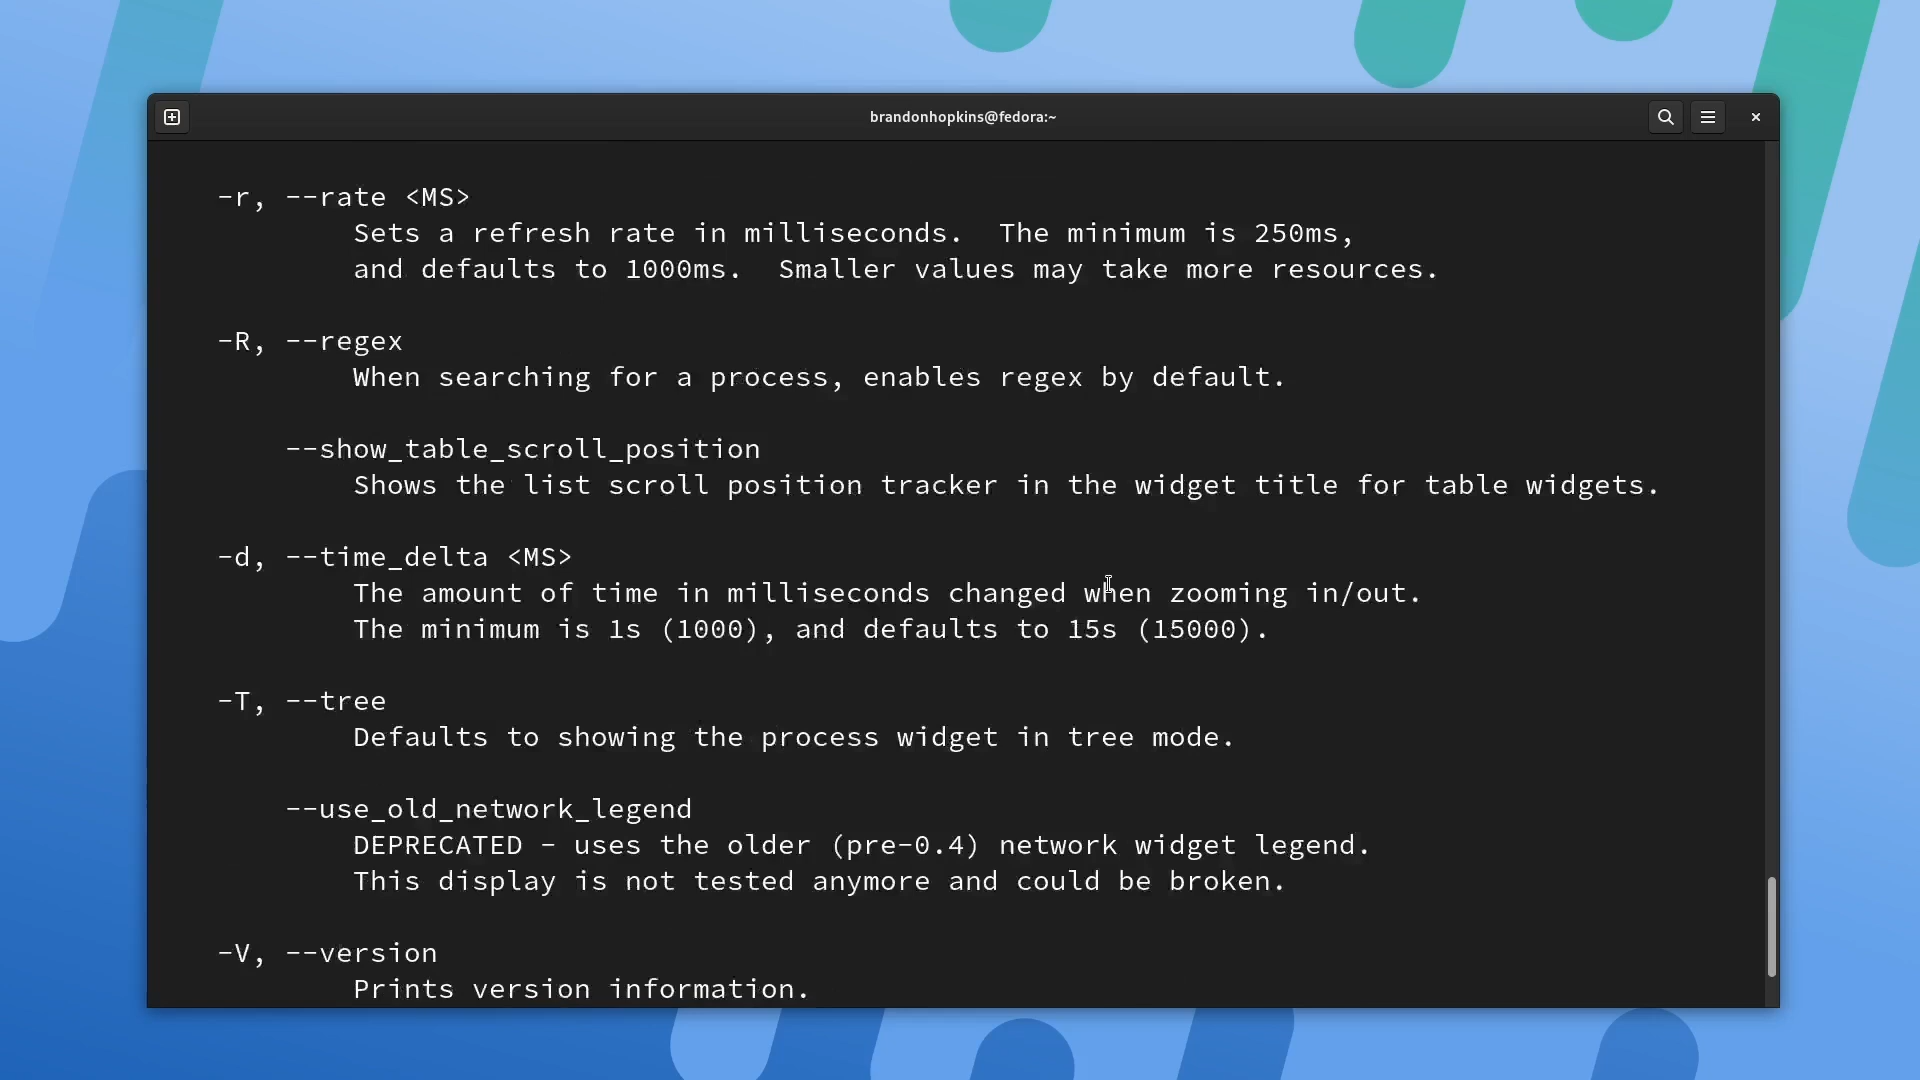 brandonhopkins@fedora:~
-r, --rate <MS>
Sets a refresh rate in milliseconds.  The minimum is 250ms,
and defaults to 1000ms.  Smaller values may take more resources.
-R, --regex
When searching for a process, enables regex by default.
--show_table_scroll_position
Shows the list scroll position tracker in the widget title for table widgets.
-d, --time_delta <MS>
The amount of time in milliseconds changed when zooming in/out.
The minimum is 1s (1000), and defaults to 15s (15000).
-T, --tree
Defaults to showing the process widget in tree mode.
--use_old_network_legend
DEPRECATED - uses the older (pre-0.4) network widget legend.
This display is not tested anymore and could be broken.
-V, --version
Prints version information.